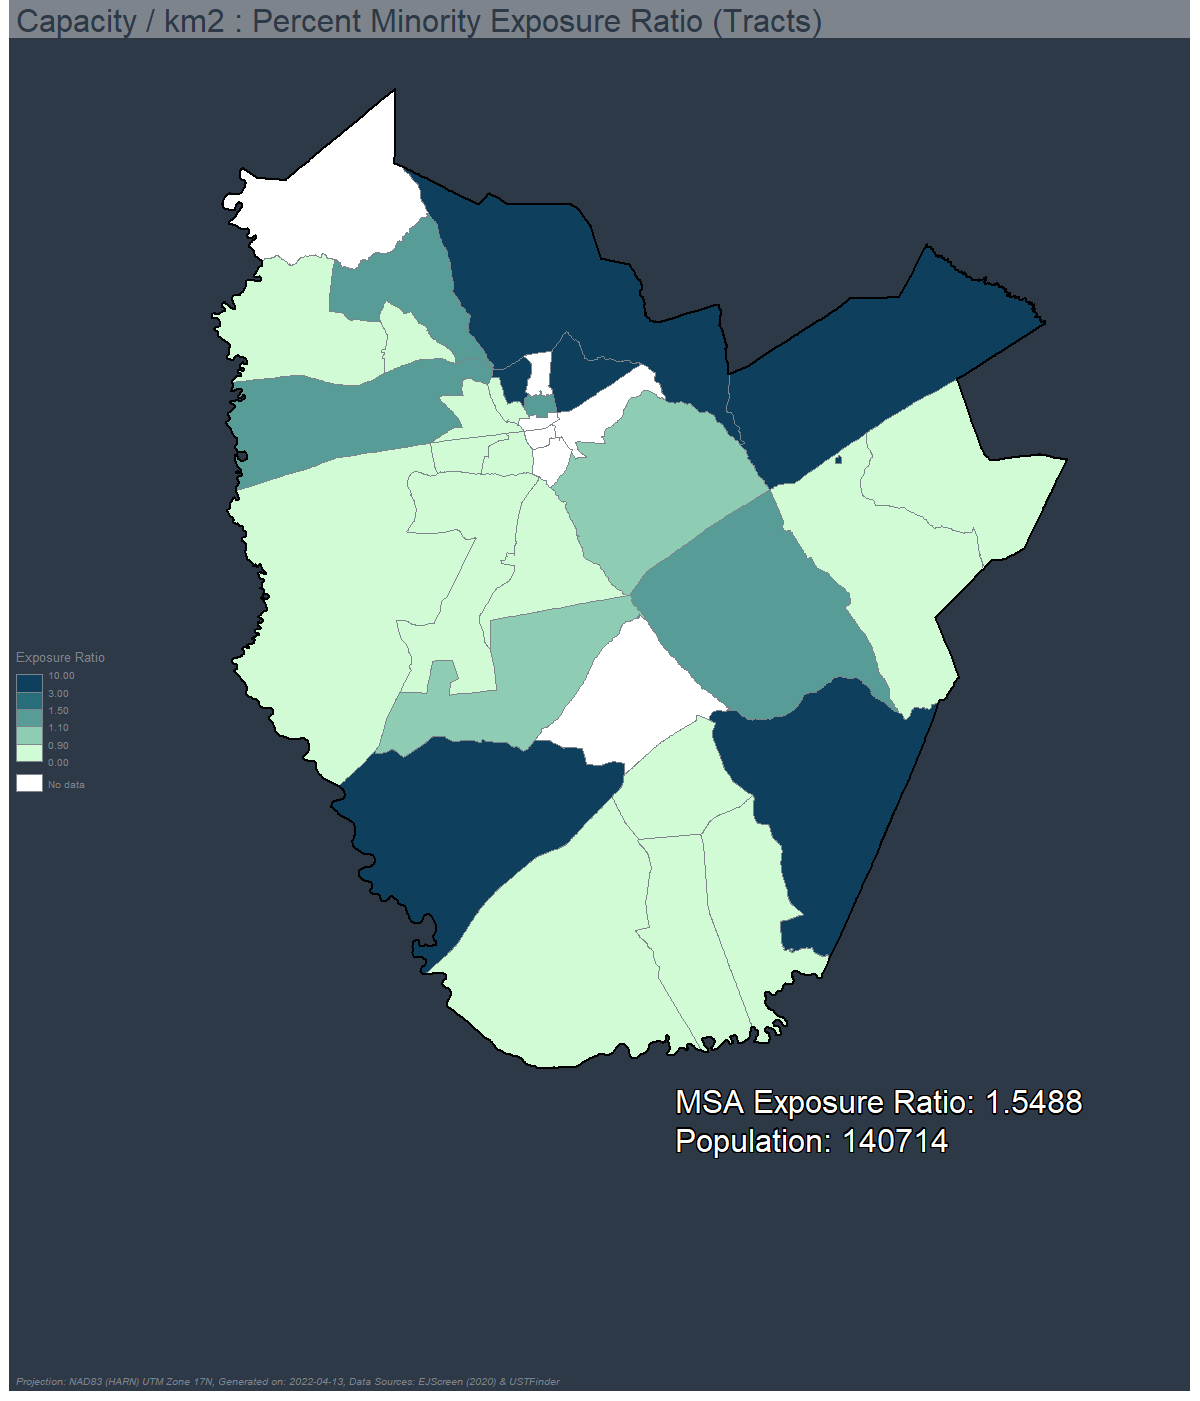 Capacity / km2 : Percent Minority Exposure Ratio (Tracts)
Exposure Ratio
10.00
3.00
1.50
1.10
0.90
0.00
No data
MSA Exposure Ratio: 1.5488
Population: 140714
Projection: NAD83 (HARN) UTM Zone 17N, Generated on: 2022-04-13, Data Sources: EJScreen (2020) & USTFinder